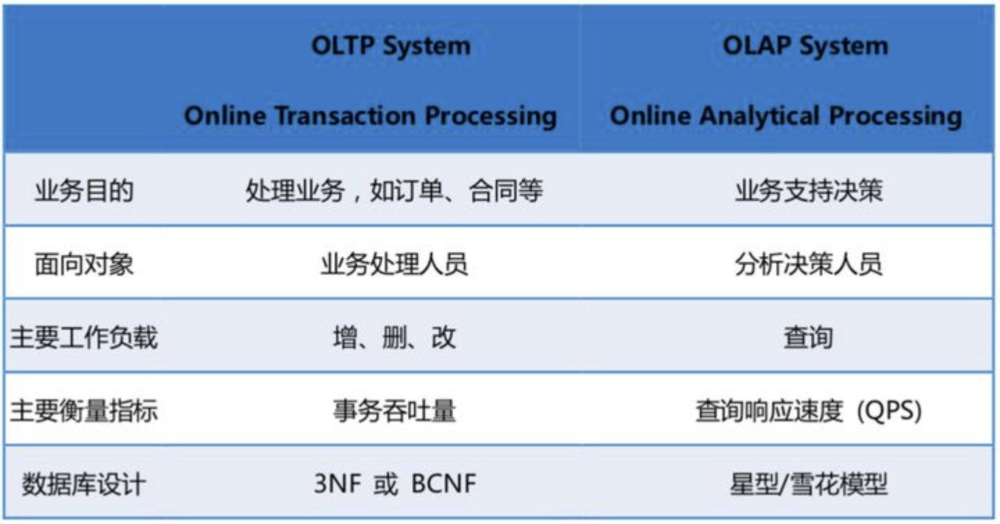 OLTP System OLAP System
Online Transaction Processing Online Analytical Processing
业务目的 处理业务，如订单、合同等 业务支持决策
面向对象 业务处理人员 分析决策人员
主要工作负载 增、删、改 查询
主要衡量指标 事务吞吐量 查询响应速度 (QPS)
数据库设计 3NF 或 BCNF 星型/雪花模型